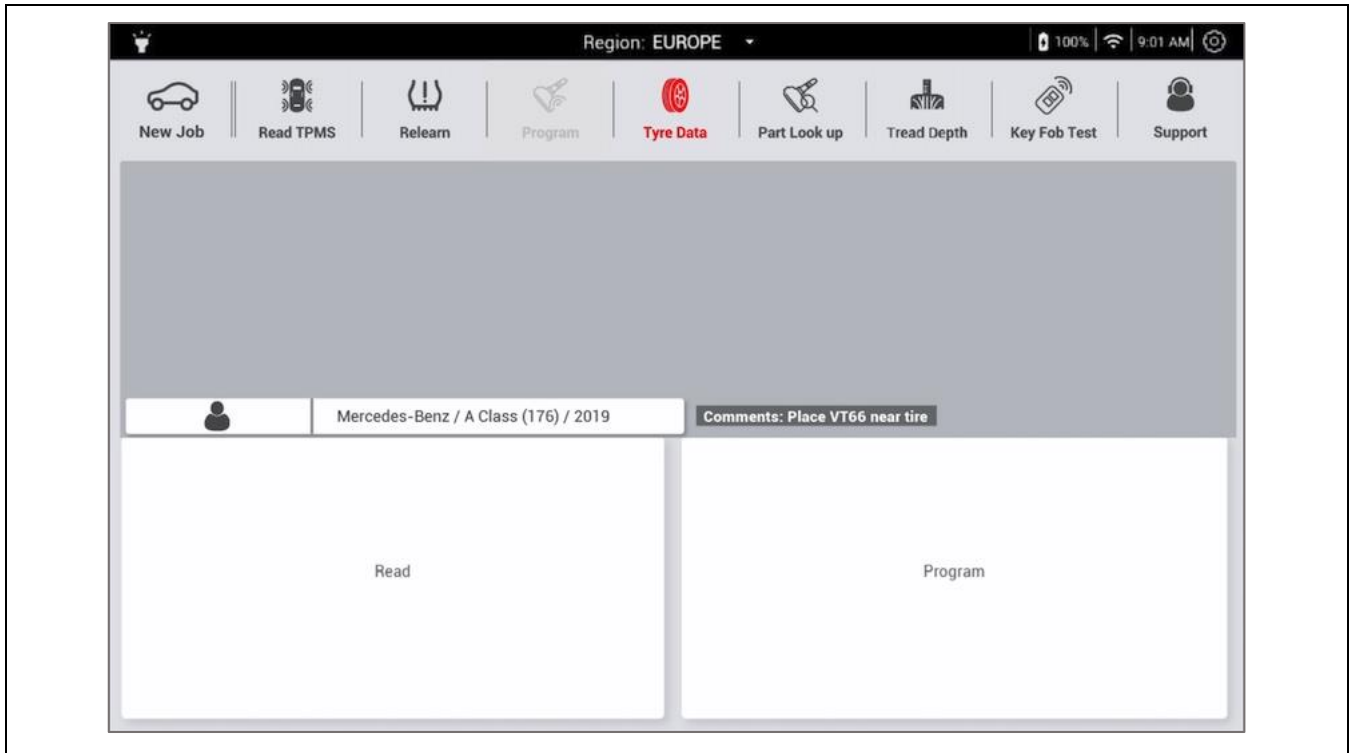 Region: EUROPE 100% 9:01 AM
New Job Read TPMS Relearn Program Tyre Data Part Look up Tread Depth Key Fob Test Support
Mercedes-Benz / A Class (176) / 2019 Comments: Place VT66 near tire
Read Program